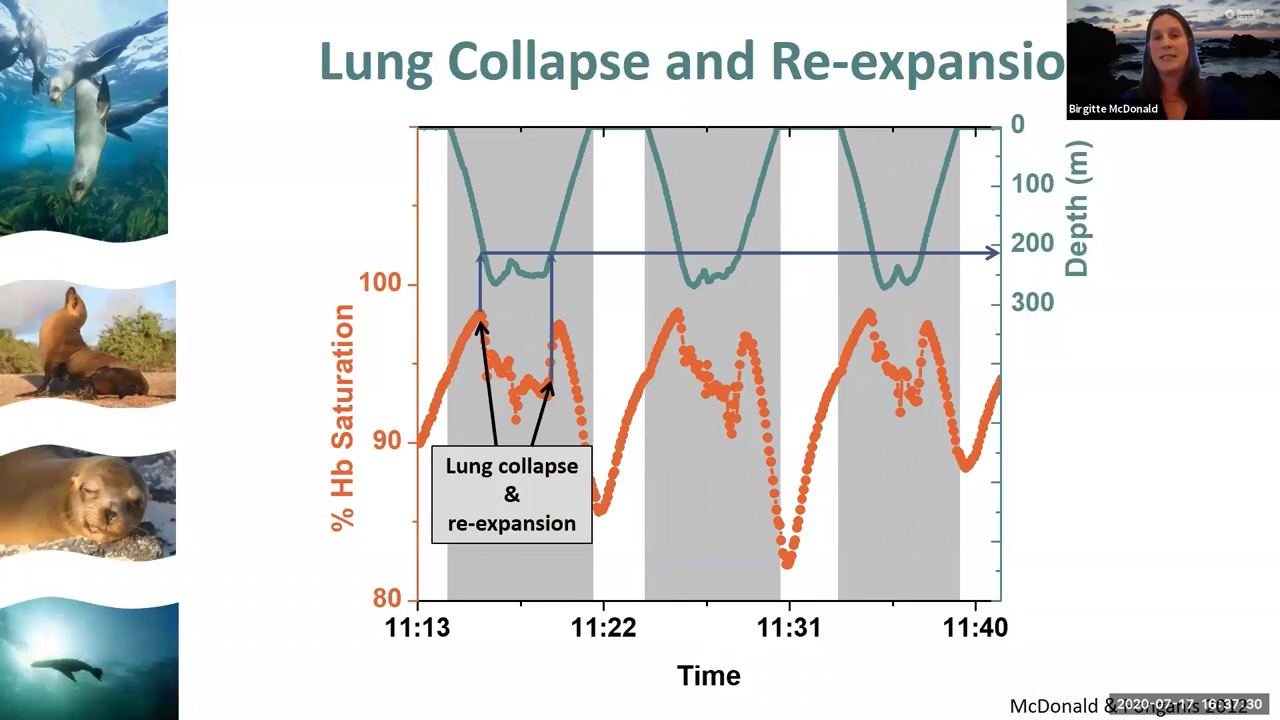 Lung Collapse and Re-expansio
Birgitte McDonald
0
100
200
300
Depth (m)
100
90
80
% Hb Saturation
Lung collapse
&
re-expansion
11:13
11:22
11:31
11:40
Time
McDonald &
2012
2020-07-17 16:37:30